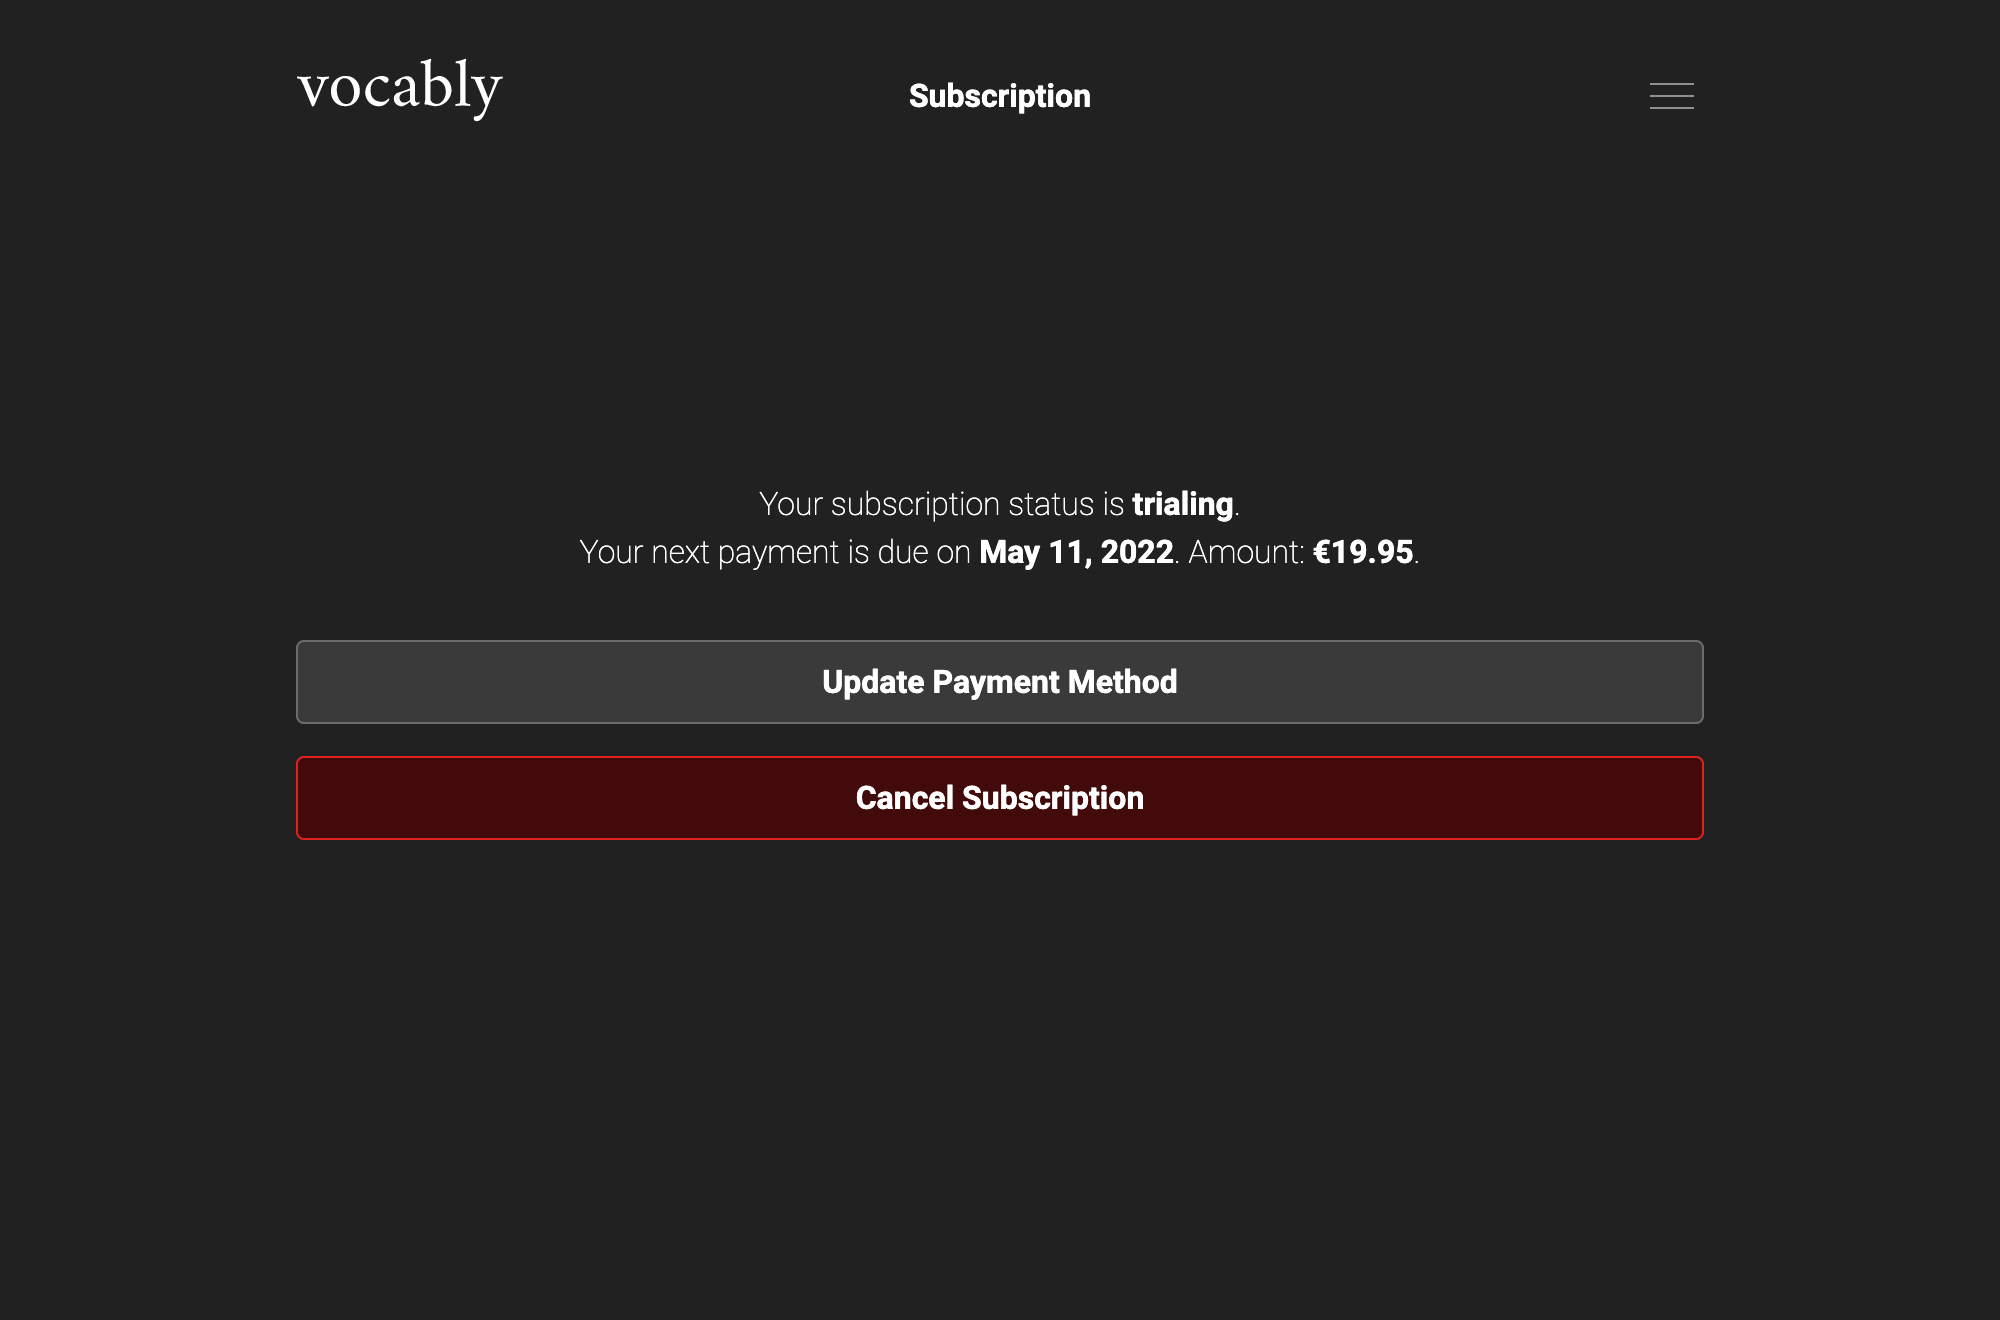 vocably
Subscription
Your subscription status is trialing.
Your next payment is due on May 11, 2022. Amount: €19.95.
Update Payment Method
Cancel Subscription